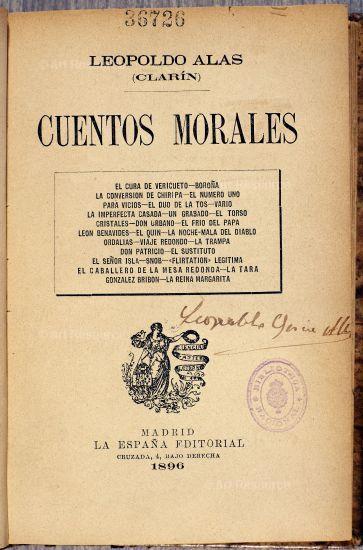 36726
LEOPOLDO ALAS
(CLARÍN)
CUENTOS MORALES
EL CURA DE VERICUETO—BOROÑA
LA CONVERSION DE CHIRIPA—EL NUMERO UNO
PARA VICIOS—EL DUO DE LA TOS—VARIO
LA IMPERFECTA CASADA—UN GRABADO—EL TORSO
CRISTALES—DON URBANO—EL FRIO DEL PAPA
LEON BENAVIDES—EL QUIN—LA NOCHE-MALA DEL DIABLO
ORDALIAS—VIAJE REDONDO—LA TRAMPA
DON PATRICIO—EL SUSTITUTO
EL SEÑOR ISLA—SNOB—«FLIRTATION» LEGITIMA
EL CABALLERO DE LA MESA REDONDA—LA TARA
GONZALEZ BRIBON—LA REINA MARGARITA
Leopoldo
CIENCIAS
ARTES
BIBLIOTECA
NACIONAL
MADRID
LA ESPAÑA EDITORIAL
CRUZADA, 4, BAJO DERECHA
1896